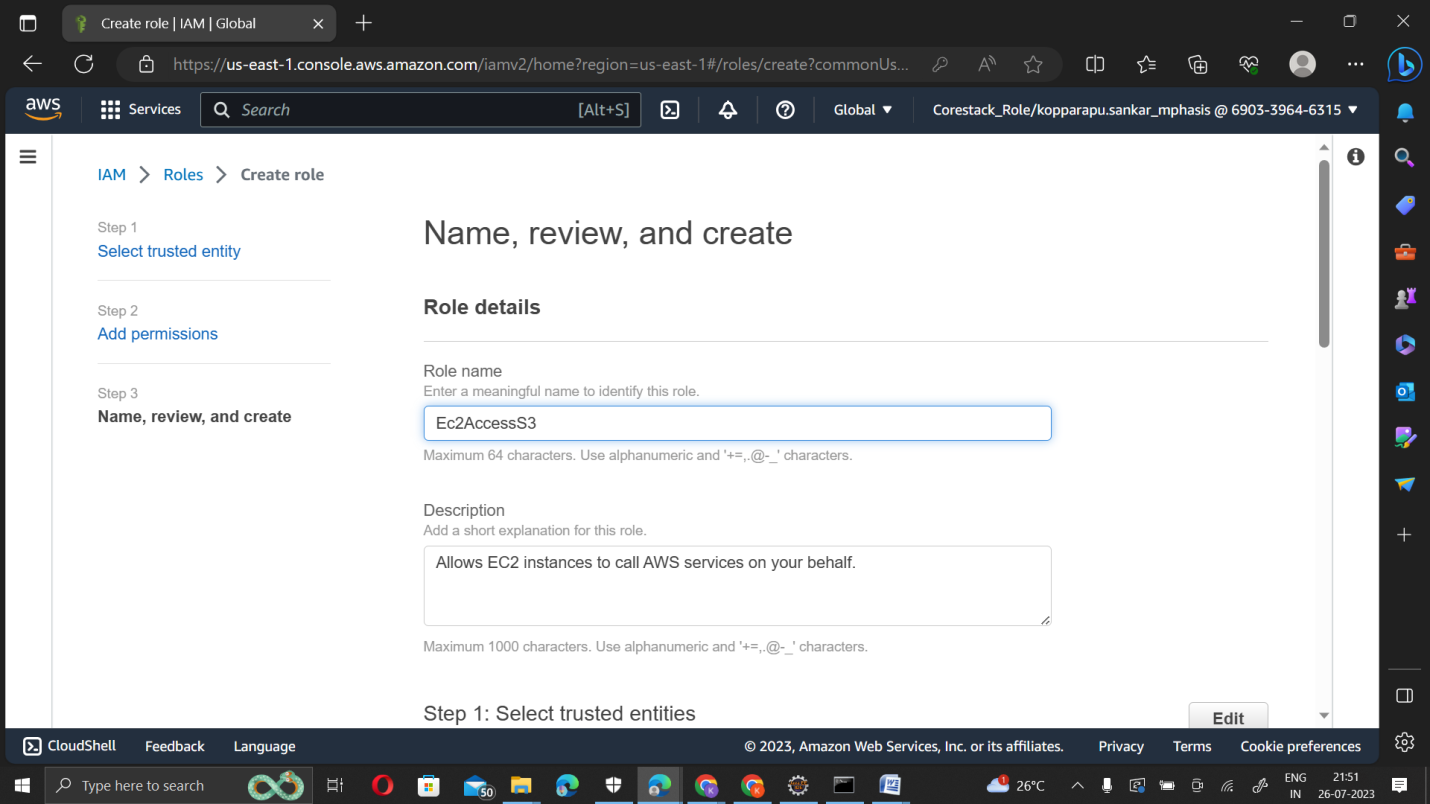 Create role | IAM | Global
https://us-east-1.console.aws.amazon.com/iamv2/home?region=us-east-1#/roles/create?commonUs...
aws
Services
Search
[Alt+S]
Global
Corestack_Role/kopparapu.sankar_mphasis @ 6903-3964-6315
IAM > Roles > Create role
Step 1
Select trusted entity
Step 2
Add permissions
Step 3
Name, review, and create
Name, review, and create
Role details
Role name
Enter a meaningful name to identify this role.
Ec2AccessS3
Maximum 64 characters. Use alphanumeric and '+=,.@-_' characters.
Description
Add a short explanation for this role.
Allows EC2 instances to call AWS services on your behalf.
Maximum 1000 characters. Use alphanumeric and '+=,.@-_' characters.
Step 1: Select trusted entities
Edit
CloudShell
Feedback
Language
© 2023, Amazon Web Services, Inc. or its affiliates.
Privacy
Terms
Cookie preferences
Type here to search
50
1
26°C
ENG
IN
21:51
26-07-2023